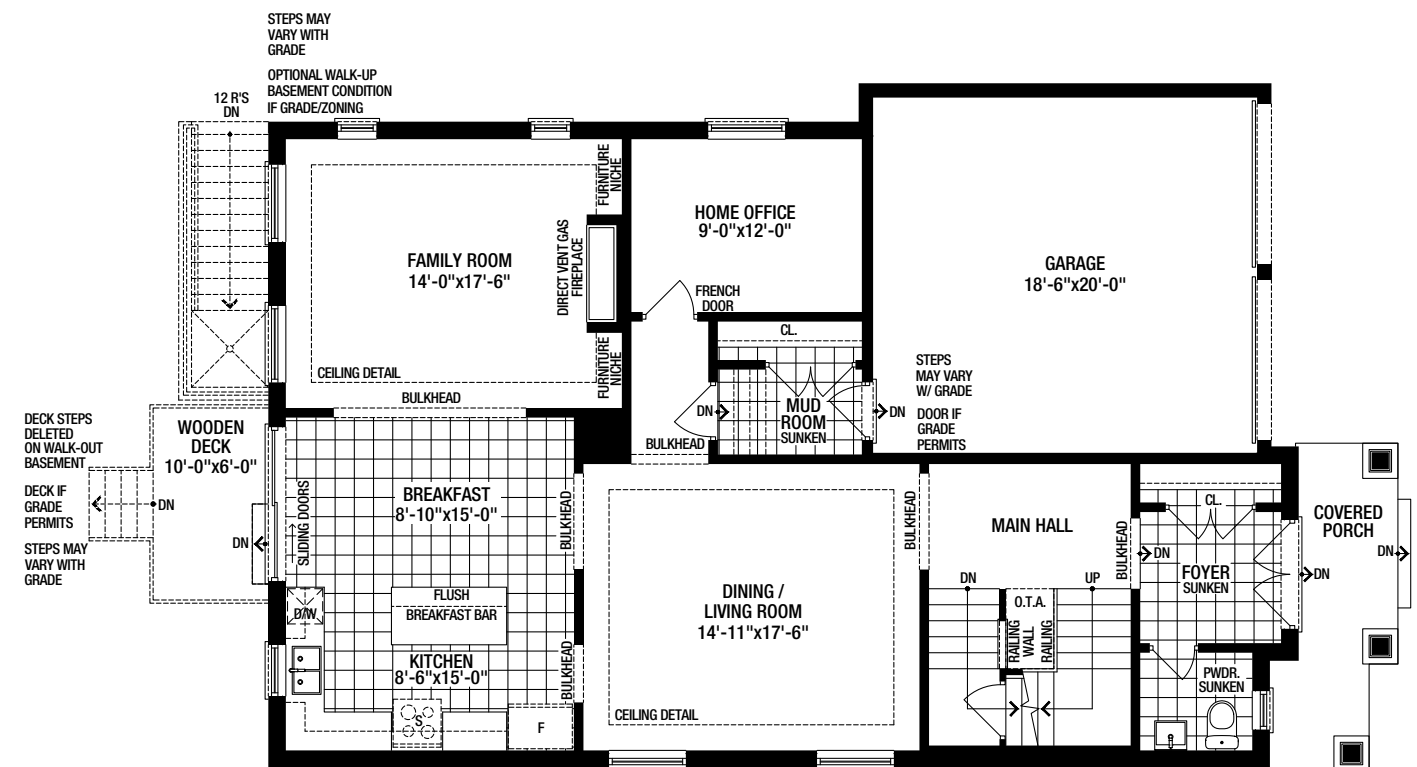 STEPS MAY
VARY WITH
GRADE
OPTIONAL WALK-UP
BASEMENT CONDITION
IF GRADE/ZONING
12 R'S
DN
FURNITURE
NICHE
HOME OFFICE
9'-0"x12'-0"
FAMILY ROOM
14'-0"x17'-6"
DIRECT VENT GAS
FIREPLACE
GARAGE
18'-6"x20'-0"
FRENCH
DOOR
CL.
FURNITURE
NICHE
CEILING DETAIL
BULKHEAD
STEPS
MAY VARY
W/ GRADE
DOOR IF
GRADE
PERMITS
DN
MUD
ROOM
SUNKEN
DN
BULKHEAD
DECK STEPS
DELETED
ON WALK-OUT
BASEMENT
DECK IF
GRADE
PERMITS
STEPS MAY
VARY WITH
GRADE
WOODEN
DECK
10'-0"x6'-0"
DN
DN
SLIDING DOORS
BREAKFAST
8'-10"x15'-0"
BULKHEAD
BULKHEAD
MAIN HALL
BULKHEAD
CL.
DN
FOYER
SUNKEN
DN
COVERED
PORCH
DN
D/W
FLUSH
BREAKFAST BAR
DINING /
LIVING ROOM
14'-11"x17'-6"
DN
UP
O.T.A.
RAILING
WALL
RAILING
KITCHEN
8'-6"x15'-0"
BULKHEAD
PWDR.
SUNKEN
S
F
CEILING DETAIL